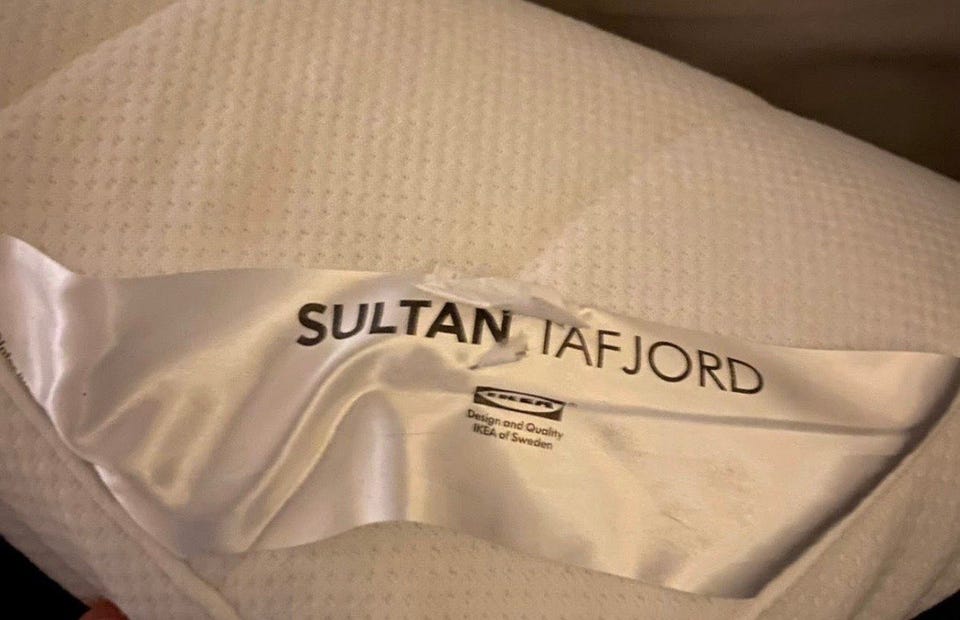 SULTAN TAFJORD
IKEA
Design and Quality
IKEA of Sweden